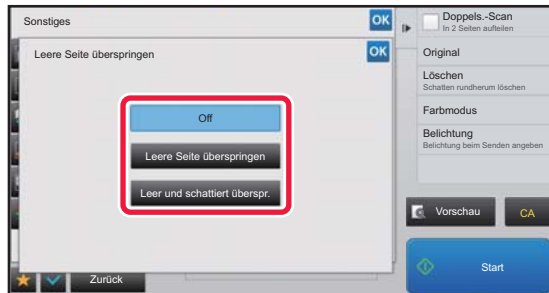 Sonstiges
OK
Leere Seite überspringen
OK
Off
Leere Seite überspringen
Leer und schattiert überspr.
Zurück
Doppels.-Scan
In 2 Seiten aufteilen
Original
Löschen
Schatten rundherum löschen
Farbmodus
Belichtung
Belichtung beim Senden angeben
Vorschau
CA
Start